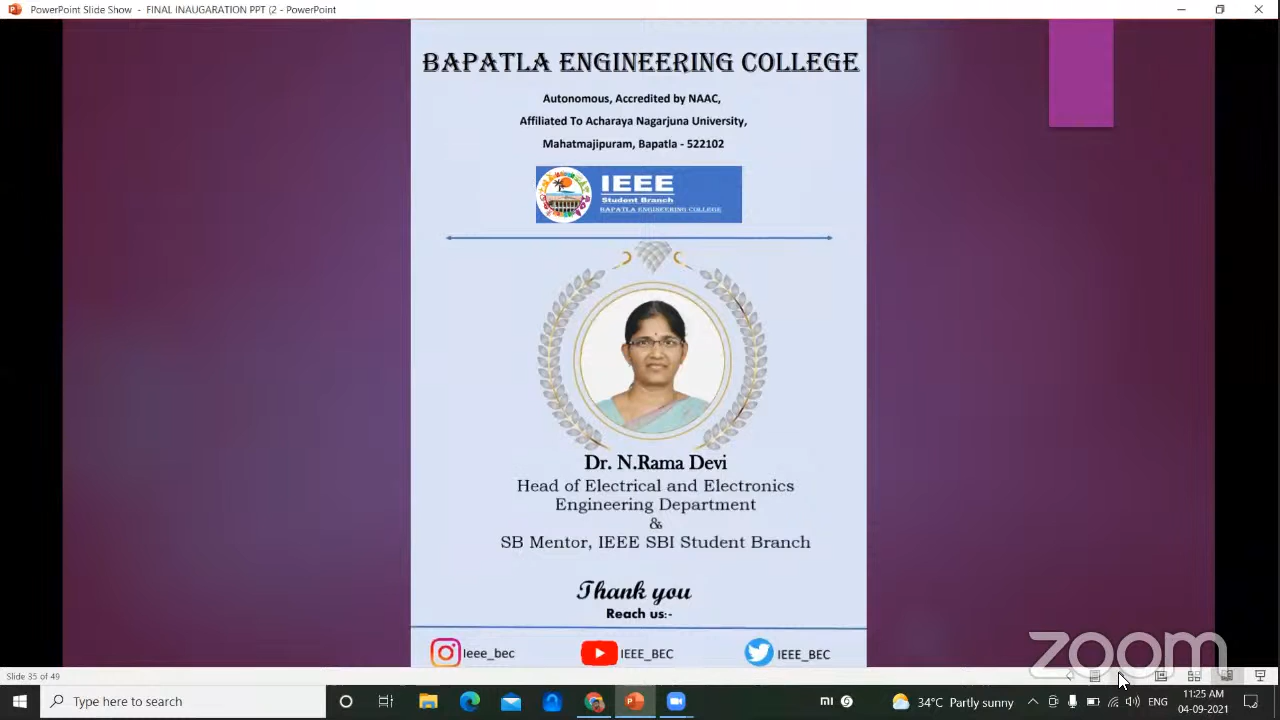 PowerPoint Slide Show - FINAL INAUGARATION PPT (2 - PowerPoint
BAPATLA ENGINEERING COLLEGE
Autonomous, Accredited by NAAC,
Affiliated To Acharaya Nagarjuna University,
Mahatmajipuram, Bapatla - 522102
IEEE
Student Branch
BAPATLA ENGINEERING COLLEGE
Dr. N.Rama Devi
Head of Electrical and Electronics
Engineering Department
&
SB Mentor, IEEE SBI Student Branch
Thank you
Reach us:-
Ieee_bec
IEEE_BEC
IEEE_BEC
zoom
Slide 35 of 49
Type here to search
34°C Partly sunny
ENG
11:25 AM
04-09-2021